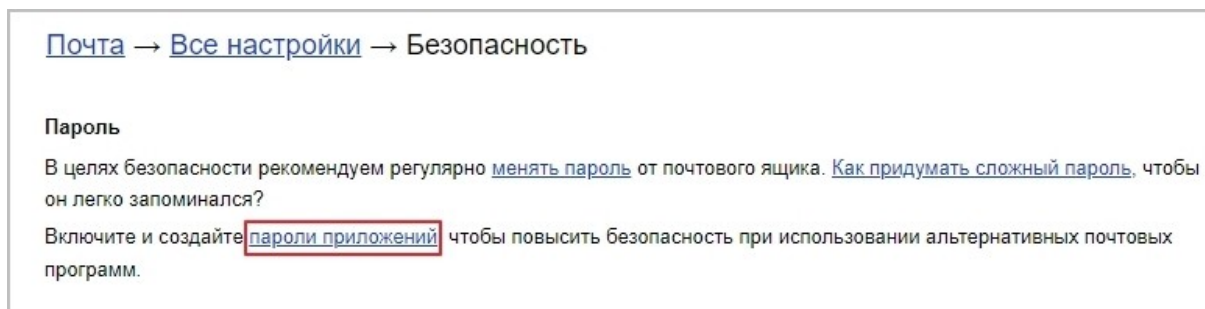 Почта → Все настройки → Безопасность
Пароль
В целях безопасности рекомендуем регулярно менять пароль от почтового ящика. Как придумать сложный пароль, чтобы
он легко запоминался?
Включите и создайте пароли приложений чтобы повысить безопасность при использовании альтернативных почтовых
программ.